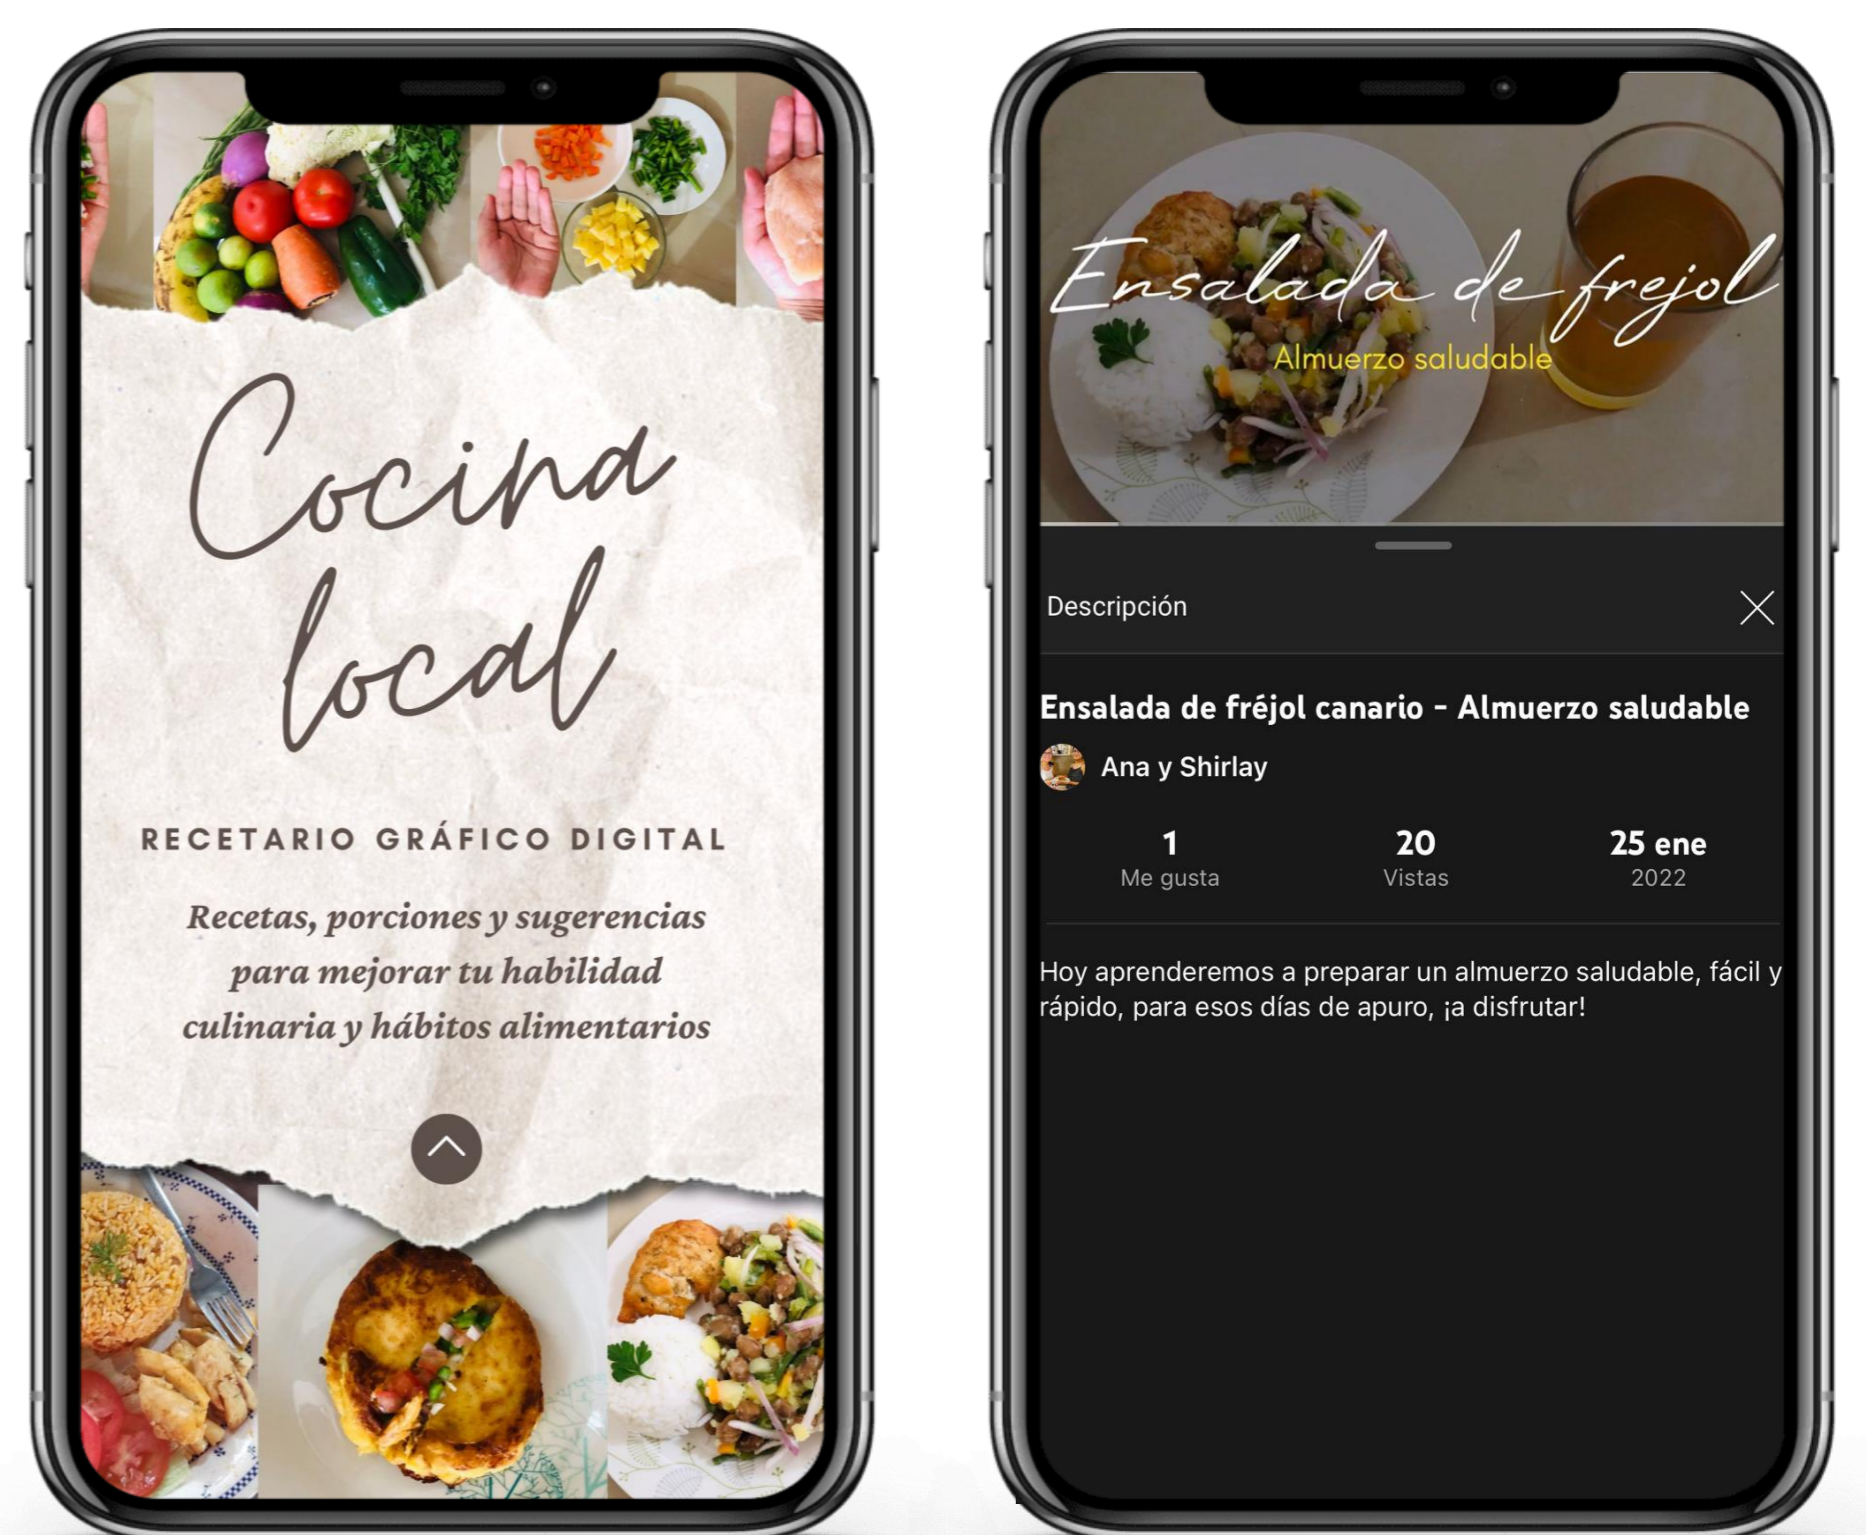 Cocina
local
RECETARIO GRÁFICO DIGITAL
Recetas, porciones y sugerencias
para mejorar tu habilidad
culinaria y hábitos alimentarios
Ensalada de frejol
Almuerzo saludable
Descripción
Ensalada de fréjol canario - Almuerzo saludable
Ana y Shirlay
1 20 25 ene
Me gusta Vistas 2022
Hoy aprenderemos a preparar un almuerzo saludable, fácil y
rápido, para esos días de apuro, ¡a disfrutar!